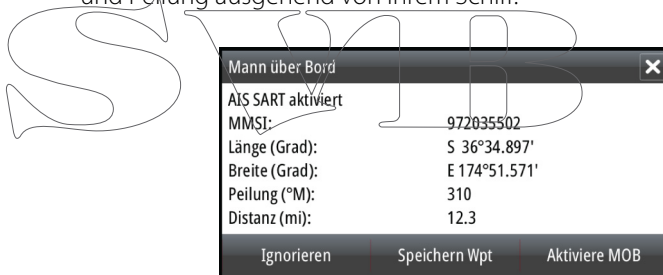 und Peilung ausgehend von Ihrem Schiff.
SVB
Mann über Bord
AIS SART aktiviert
MMSI: 972035502
Länge (Grad): S 36°34.897'
Breite (Grad): E 174°51.571'
Peilung (°M): 310
Distanz (mi): 12.3
Ignorieren Speichern Wpt Aktiviere MOB